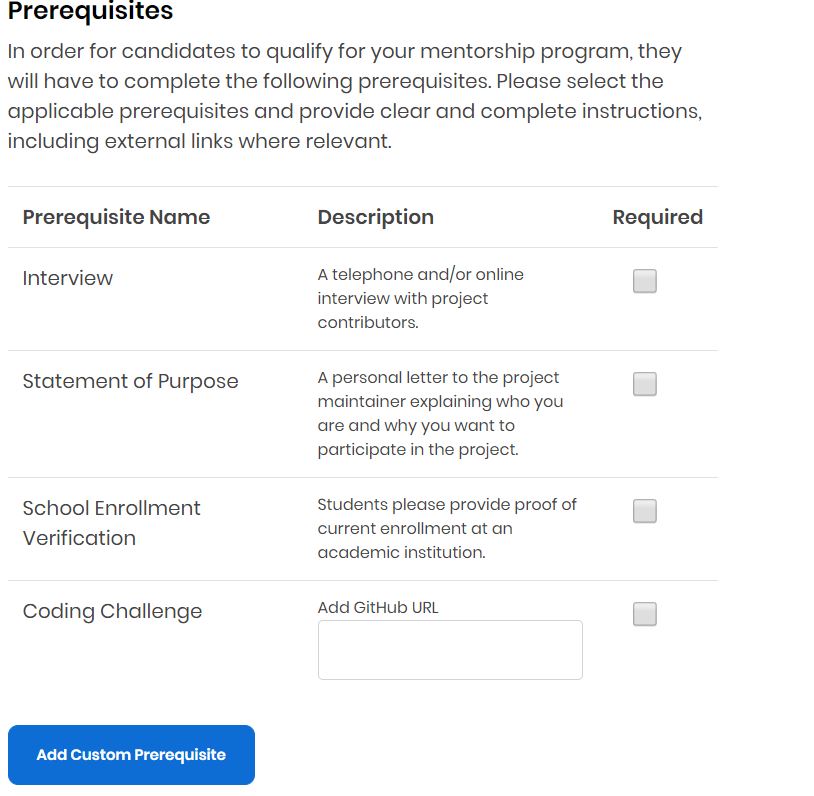 Prerequisites
In order for candidates to qualify for your mentorship program, they
will have to complete the following prerequisites. Please select the
applicable prerequisites and provide clear and complete instructions,
including external links where relevant.
Prerequisite Name Description Required
Interview
A telephone and/or online
interview with project
contributors.
Statement of Purpose
A personal letter to the project
maintainer explaining who you
are and why you want to
participate in the project.
School Enrollment
Verification
Students please provide proof of
current enrollment at an
academic institution.
Coding Challenge
Add GitHub URL
Add Custom Prerequisite